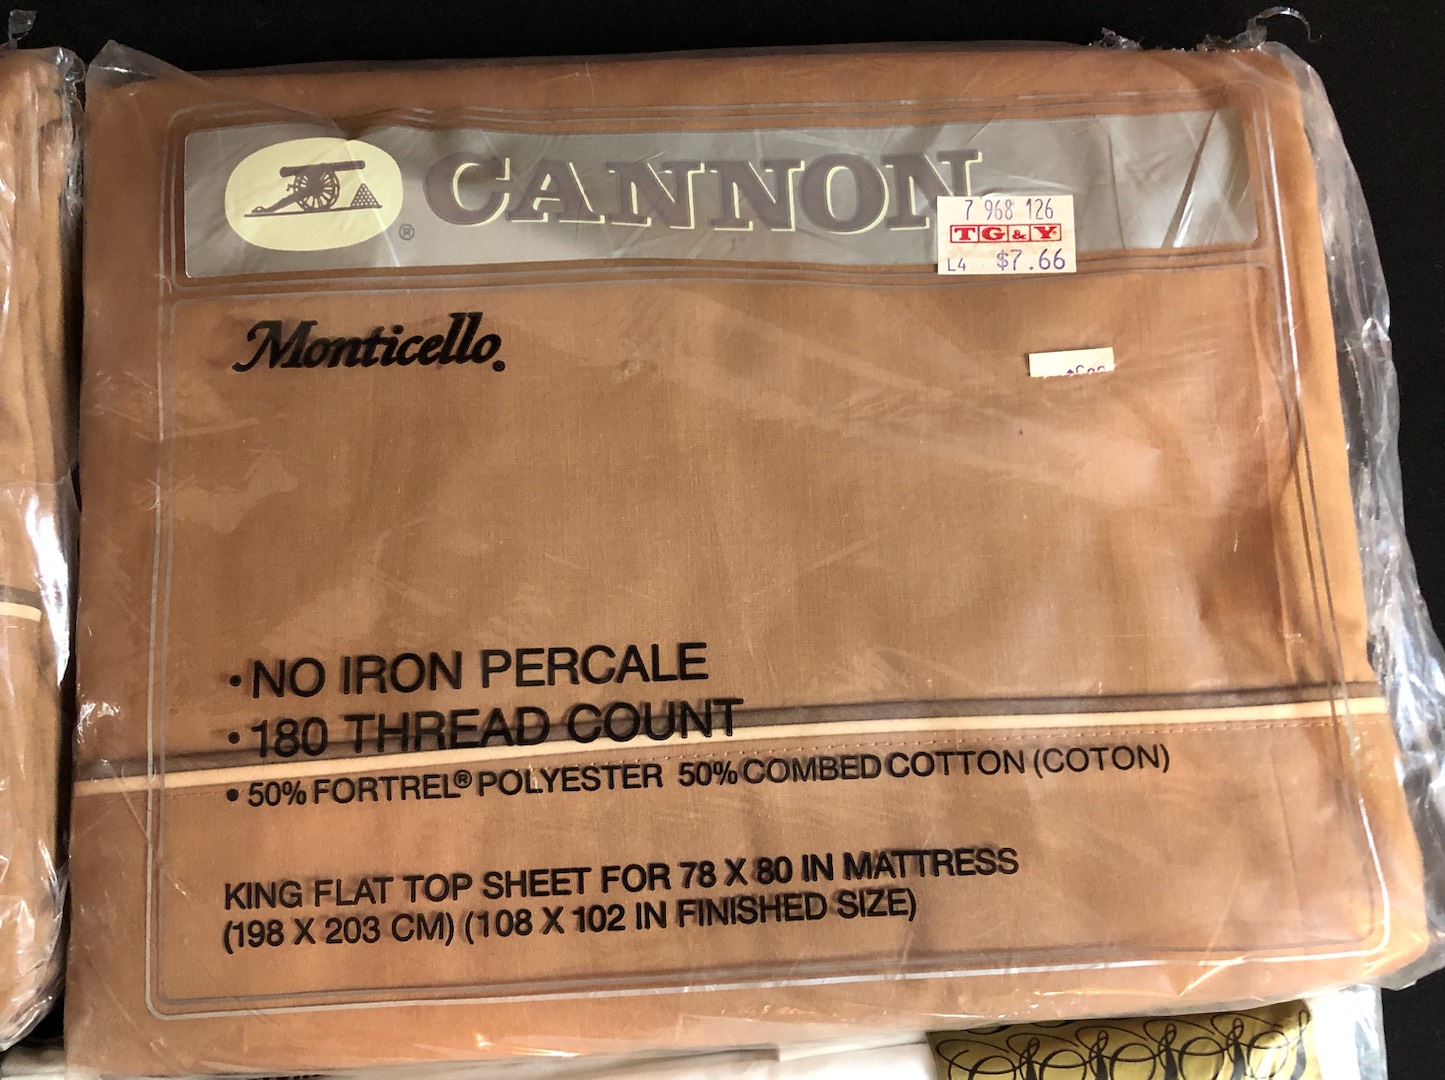 CANNON
®
7 968 126
TG&Y
L4 $7.66
Monticello®
• NO IRON PERCALE
• 180 THREAD COUNT
• 50% FORTREL® POLYESTER 50% COMBED COTTON (COTON)
KING FLAT TOP SHEET FOR 78 X 80 IN MATTRESS
(198 X 203 CM) (108 X 102 IN FINISHED SIZE)